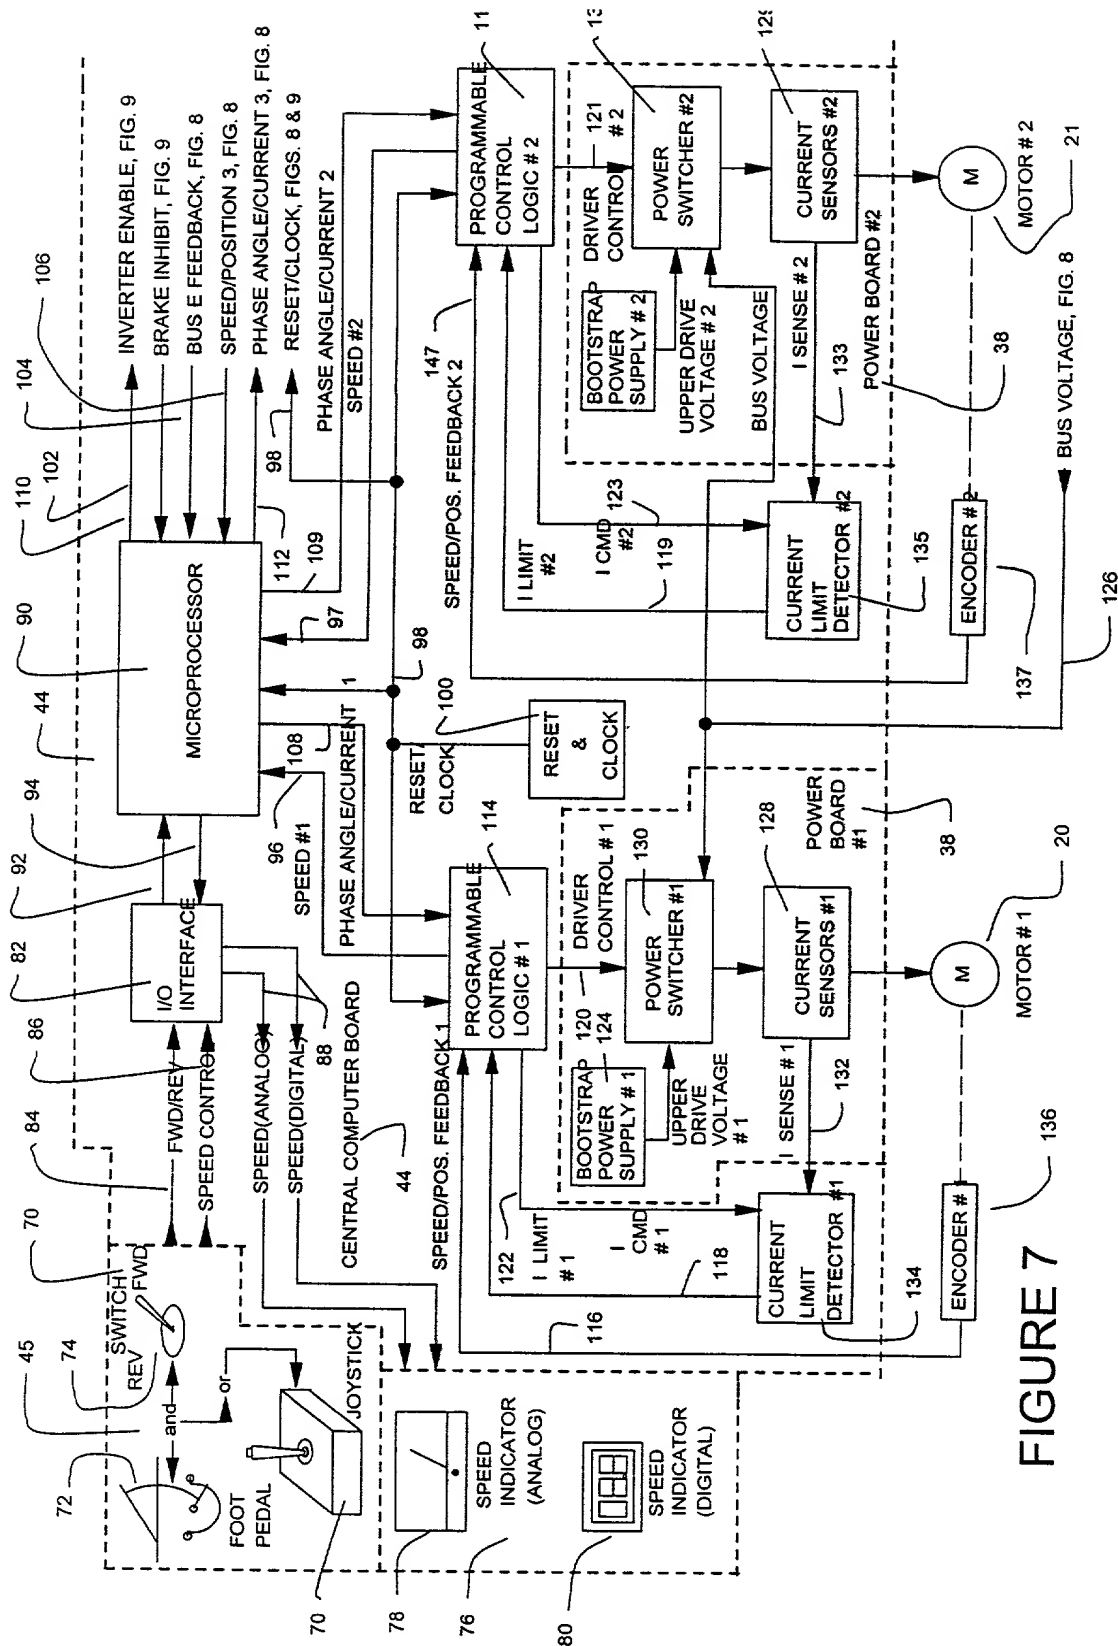 72
45
74
70
84
86
82
92
94
44
90
110
102
104
106
SWITCH
REV
FWD
and
or
FOOT
PEDAL
JOYSTICK
70
78
SPEED
INDICATOR
(ANALOG)
76
80
SPEED
INDICATOR
(DIGITAL)
FWD/REV
SPEED CONTROL
I/O
INTERFACE
SPEED(ANALOG)
SPEED(DIGITAL)
88
CENTRAL COMPUTER BOARD
44
MICROPROCESSOR
INVERTER ENABLE, FIG. 9
BRAKE INHIBIT, FIG. 9
BUS E FEEDBACK, FIG. 8
SPEED/POSITION 3, FIG. 8
PHASE ANGLE/CURRENT 3, FIG. 8
RESET/CLOCK, FIGS. 8 & 9
98
PHASE ANGLE/CURRENT 2
SPEED #2
112
109
97
98
96
SPEED #1
108
PHASE ANGLE/CURRENT 1
RESET/
CLOCK
100
RESET
&
CLOCK
SPEED/POS. FEEDBACK 1
PROGRAMMABLE
CONTROL
LOGIC # 1
114
116
122
I LIMIT
# 1
I CMD
# 1
118
120
DRIVER
CONTROL # 1
124
BOOTSTRAP
POWER
SUPPLY # 1
UPPER
DRIVE
VOLTAGE
# 1
130
POWER
SWITCHER #1
I SENSE # 1
132
128
CURRENT
SENSORS #1
POWER
BOARD
#1
38
CURRENT
LIMIT
DETECTOR #1
134
ENCODER # 1
136
M
MOTOR # 1
20
SPEED/POS. FEEDBACK 2
147
PROGRAMMABLE
CONTROL
LOGIC # 2
11
I LIMIT
#2
I CMD
#2
123
119
DRIVER
CONTROL
# 2
121
BOOTSTRAP
POWER
SUPPLY # 2
UPPER DRIVE
VOLTAGE # 2
BUS VOLTAGE
13
POWER
SWITCHER #2
I SENSE # 2
133
129
CURRENT
SENSORS #2
POWER BOARD #2
38
CURRENT
LIMIT
DETECTOR #2
135
ENCODER # 2
137
M
MOTOR # 2
21
BUS VOLTAGE, FIG. 8
126
FIGURE 7